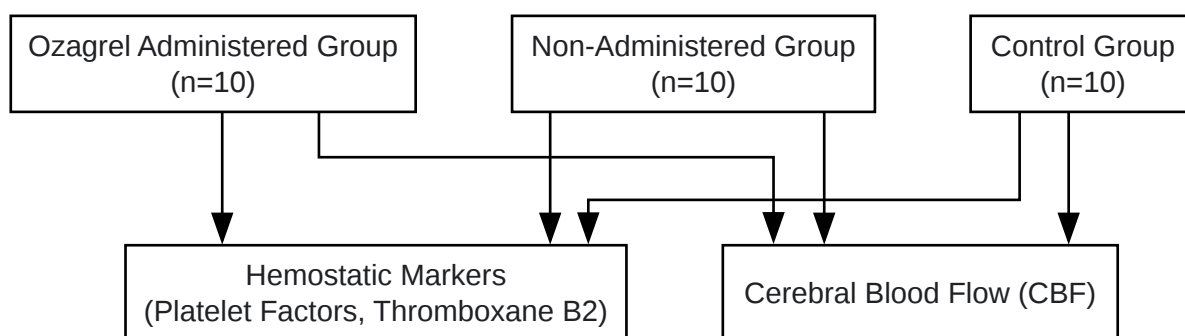 Ozagrel Administered Group
(n=10)
Non-Administered Group
(n=10)
Control Group
(n=10)
Hemostatic Markers
(Platelet Factors, Thromboxane B2)
Cerebral Blood Flow (CBF)